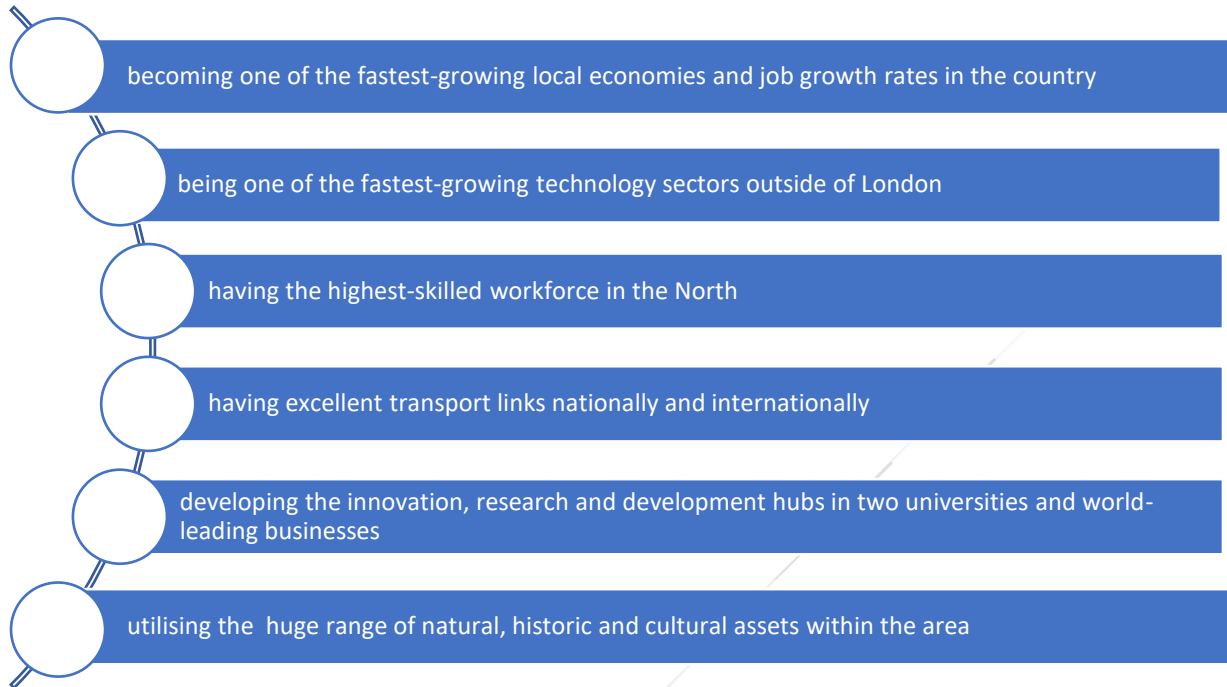 becoming one of the fastest-growing local economies and job growth rates in the country
being one of the fastest-growing technology sectors outside of London
having the highest-skilled workforce in the North
having excellent transport links nationally and internationally
developing the innovation, research and development hubs in two universities and world-
leading businesses
utilising the  huge range of natural, historic and cultural assets within the area